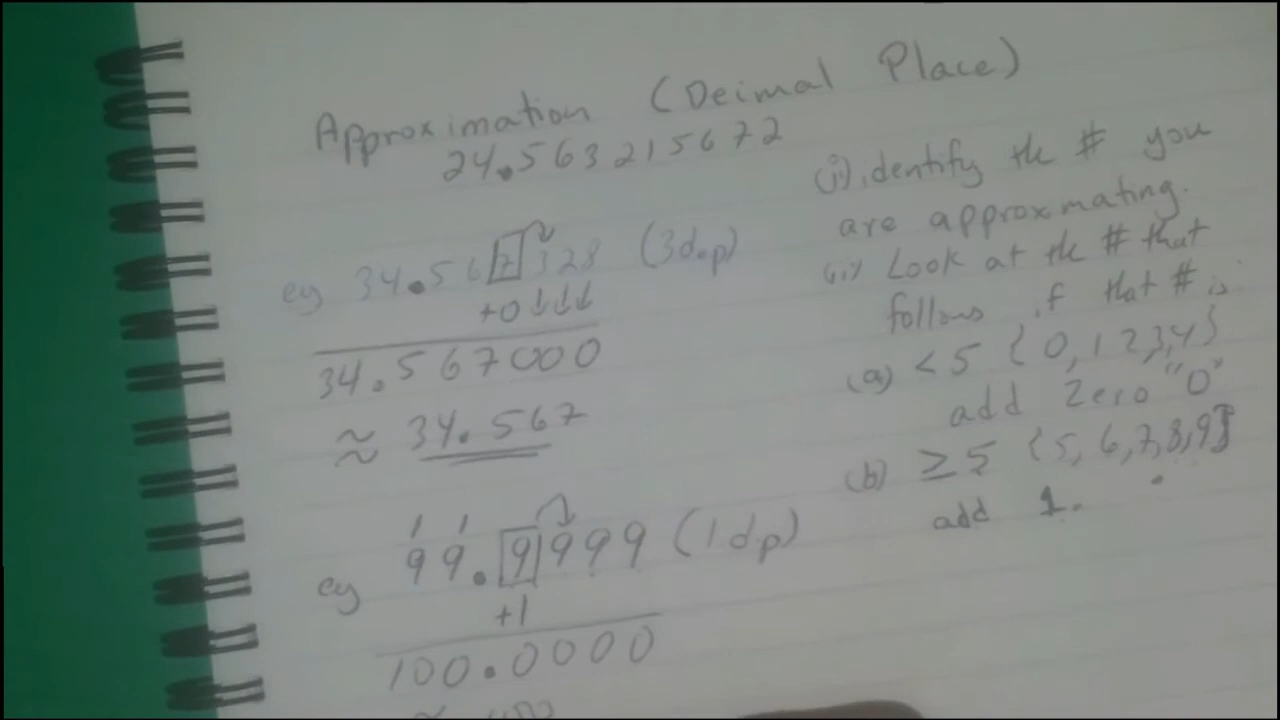 Approximation (Deimal Place)
24.563215672
eg 34.567328 (3d.p)
+0↓↓↓
34.567000
≈ 34.567
eg 99.9999 (1dp)
1 1
+1
100.0000
≈
(i) identify the # you
are approximating.
(ii) Look at the # that
follows if that # is
(a) <5 {0,1 2,3,4}
add Zero "0"
(b) ≥5 {5,6,7,8,9}
add 1.